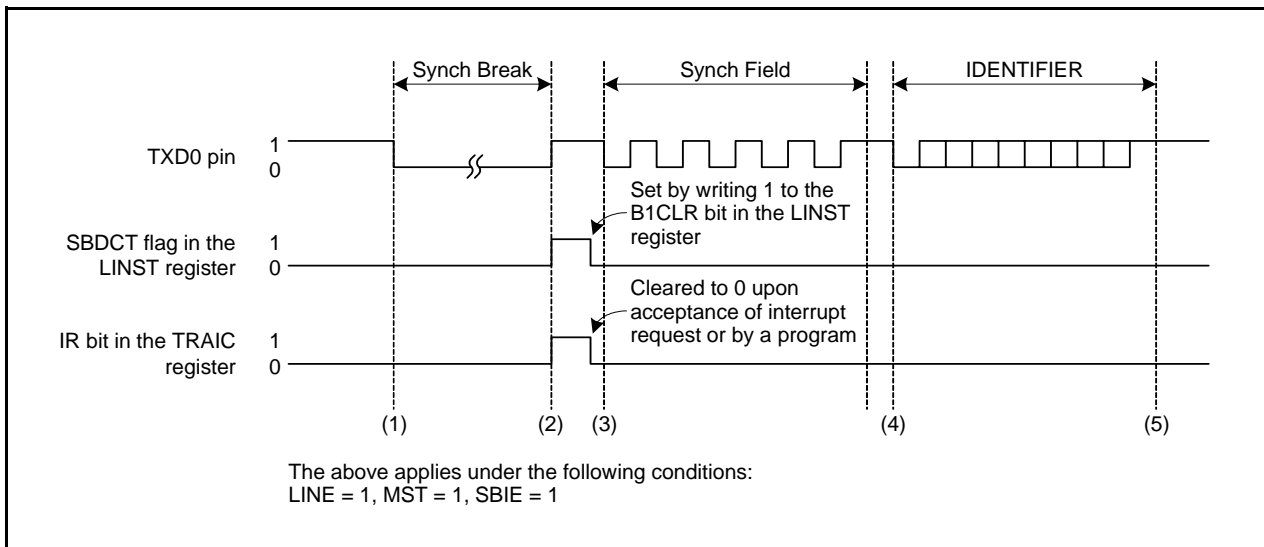 Synch Break
Synch Field
IDENTIFIER
TXD0 pin
1
0
Set by writing 1 to the
B1CLR bit in the LINST
register
SBDCT flag in the
LINST register
1
0
Cleared to 0 upon
acceptance of interrupt
request or by a program
IR bit in the TRAIC
register
1
0
(1)
(2)
(3)
(4)
(5)
The above applies under the following conditions:
LINE = 1, MST = 1, SBIE = 1